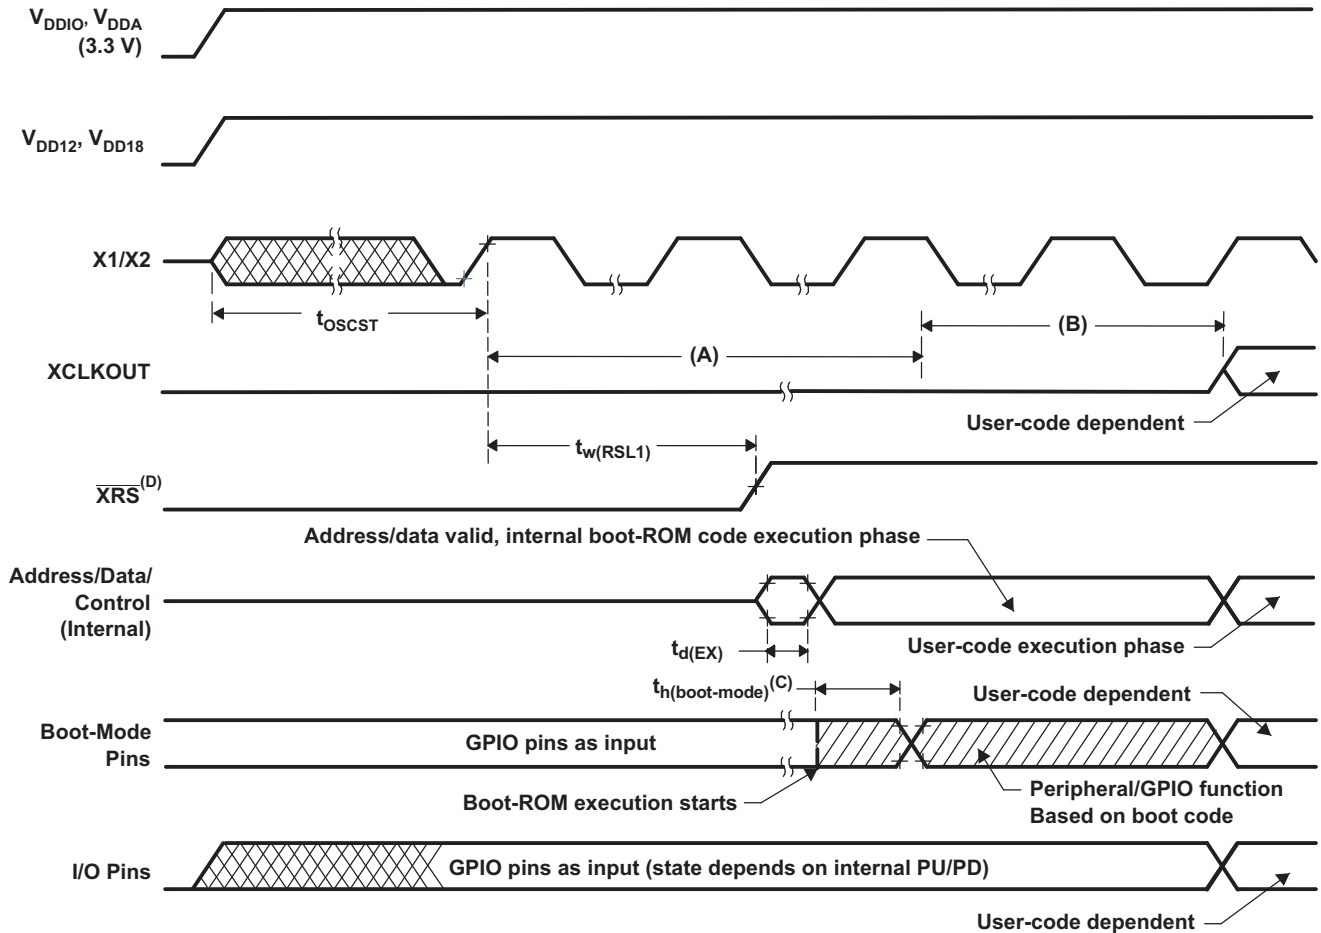 VDDIO, VDDA
(3.3 V)
VDD12, VDD18
X1/X2
tOSCST
(B)
(A)
XCLKOUT
User-code dependent
tw(RSL1)
XRS(D)
Address/data valid, internal boot-ROM code execution phase
Address/Data/
Control
(Internal)
User-code execution phase
td(EX)
th(boot-mode)(C)
User-code dependent
Boot-Mode
Pins
GPIO pins as input
Peripheral/GPIO function
Based on boot code
Boot-ROM execution starts
I/O Pins
GPIO pins as input (state depends on internal PU/PD)
User-code dependent